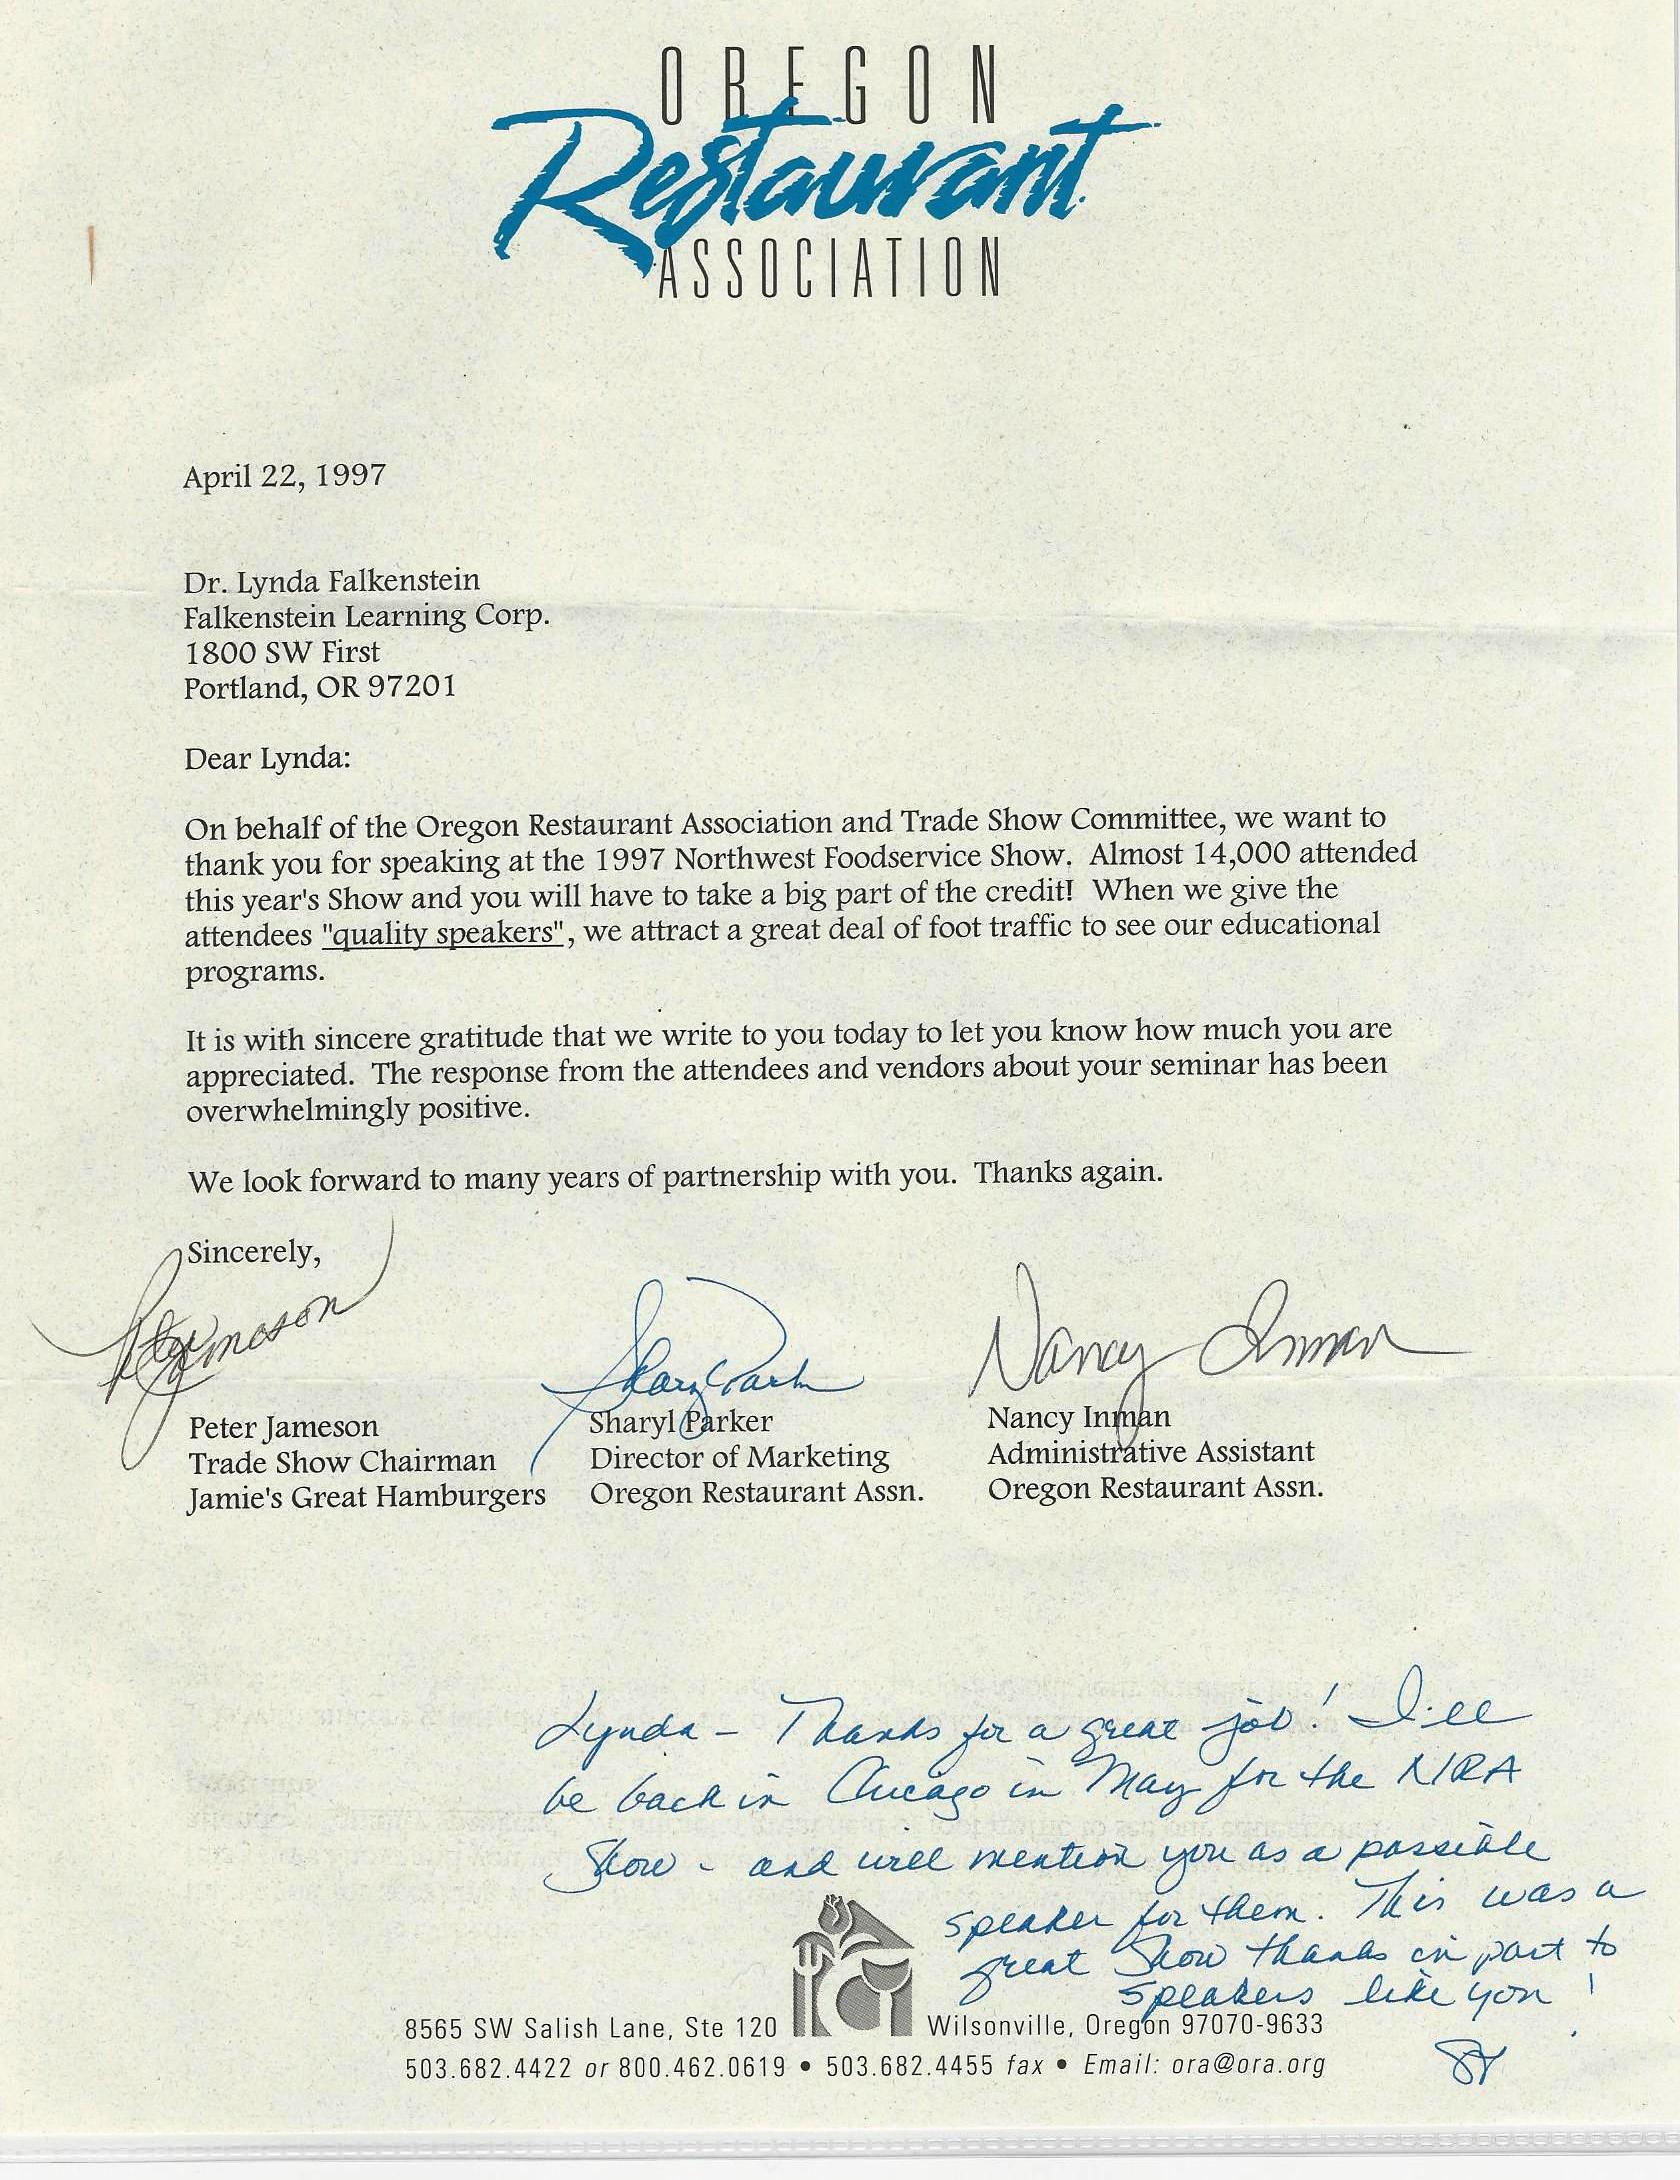 OREGON
Restaurant
ASSOCIATION
April 22, 1997
Dr. Lynda Falkenstein
Falkenstein Learning Corp.
1800 SW First
Portland, OR 97201
Dear Lynda:
On behalf of the Oregon Restaurant Association and Trade Show Committee, we want to
thank you for speaking at the 1997 Northwest Foodservice Show. Almost 14,000 attended
this year's Show and you will have to take a big part of the credit! When we give the
attendees "quality speakers", we attract a great deal of foot traffic to see our educational
programs.
It is with sincere gratitude that we write to you today to let you know how much you are
appreciated. The response from the attendees and vendors about your seminar has been
overwhelmingly positive.
We look forward to many years of partnership with you. Thanks again.
Sincerely,
Peter Jameson Sharyl Parker Nancy Inman
Peter Jameson Sharyl Parker Nancy Inman
Trade Show Chairman Director of Marketing Administrative Assistant
Jamie's Great Hamburgers Oregon Restaurant Assn. Oregon Restaurant Assn.
Lynda - Thanks for a great job! I'll
be back in Chicago in May for the NRA
Show - and will mention you as a possible
speaker for them. This was a
great Show thanks in part to
speakers like you!
8565 SW Salish Lane, Ste 120 Wilsonville, Oregon 97070-9633
503.682.4422 or 800.462.0619 • 503.682.4455 fax • Email: ora@ora.org